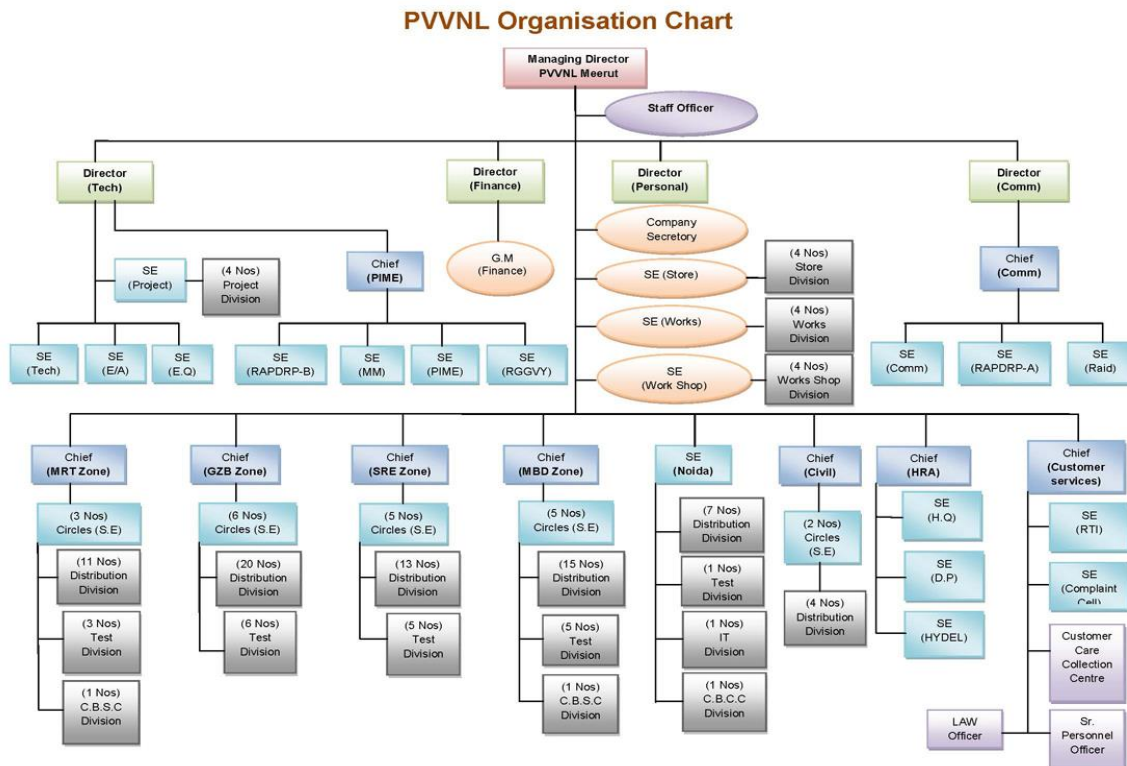 PVVNL Organisation Chart
Managing Director
PVVNL Meerut
Staff Officer
Director
(Tech)
Director
(Finance)
Director
(Personal)
Director
(Comm)
Company
Secretary
G.M
(Finance)
Chief
(PIME)
Chief
(Comm)
SE
(Project)
(4 Nos)
Project
Division
SE (Store)
(4 Nos)
Store
Division
SE (Works)
(4 Nos)
Works
Division
SE
(Work Shop)
(4 Nos)
Works Shop
Division
SE
(Tech)
SE
(E/A)
SE
(E.Q)
SE
(RAPDRP-B)
SE
(MM)
SE
(PIME)
SE
(RGGVY)
SE
(Comm)
SE
(RAPDRP-A)
SE
(Raid)
Chief
(MRT Zone)
(3 Nos)
Circles (S.E)
(11 Nos)
Distribution
Division
(3 Nos)
Test
Division
(1 Nos)
C.B.S.C
Division
Chief
(GZB Zone)
(6 Nos)
Circles (S.E)
(20 Nos)
Distribution
Division
(6 Nos)
Test
Division
Chief
(SRE Zone)
(5 Nos)
Circles (S.E)
(13 Nos)
Distribution
Division
(5 Nos)
Test
Division
Chief
(MBD Zone)
(5 Nos)
Circles (S.E)
(15 Nos)
Distribution
Division
(5 Nos)
Test
Division
(1 Nos)
C.B.S.C
Division
SE
(Noida)
(7 Nos)
Distribution
Division
(1 Nos)
Test
Division
(1 Nos)
IT
Division
(1 Nos)
C.B.C.C
Division
Chief
(Civil)
(2 Nos)
Circles
(S.E)
(4 Nos)
Distribution
Division
Chief
(HRA)
SE
(H.Q)
SE
(D.P)
SE
(HYDEL)
Chief
(Customer
services)
SE
(RTI)
SE
(Complaint
Cell)
Customer
Care
Collection
Centre
LAW
Officer
Sr.
Personnel
Officer